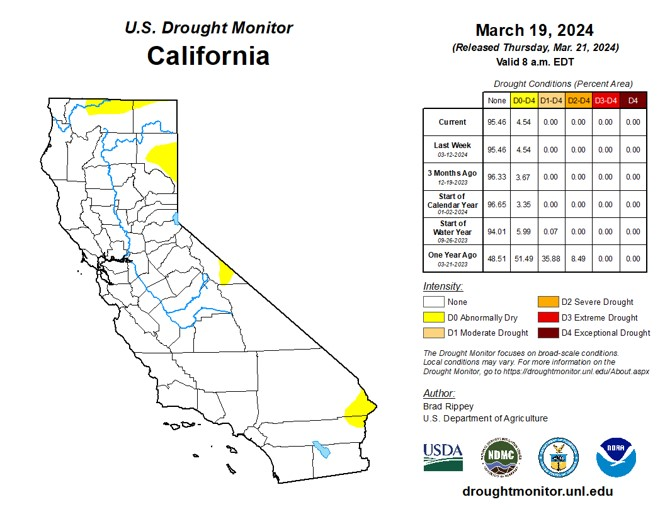 U.S. Drought Monitor
California
March 19, 2024
(Released Thursday, Mar. 21, 2024)
Valid 8 a.m. EDT
Drought Conditions (Percent Area)
None D0-D4 D1-D4 D2-D4 D3-D4 D4
Current 95.46 4.54 0.00 0.00 0.00 0.00
Last Week
03-12-2024 95.46 4.54 0.00 0.00 0.00 0.00
3 Months Ago
12-19-2023 96.33 3.67 0.00 0.00 0.00 0.00
Start of
Calendar Year
01-02-2024 96.65 3.35 0.00 0.00 0.00 0.00
Start of
Water Year
09-26-2023 94.01 5.99 0.07 0.00 0.00 0.00
One Year Ago
03-21-2023 48.51 51.49 35.88 8.49 0.00 0.00
Intensity:
None
D0 Abnormally Dry
D1 Moderate Drought
D2 Severe Drought
D3 Extreme Drought
D4 Exceptional Drought
The Drought Monitor focuses on broad-scale conditions.
Local conditions may vary. For more information on the
Drought Monitor, go to https://droughtmonitor.unl.edu/About.aspx
Author:
Brad Rippey
U.S. Department of Agriculture
USDA
NDMC
NOAA
droughtmonitor.unl.edu